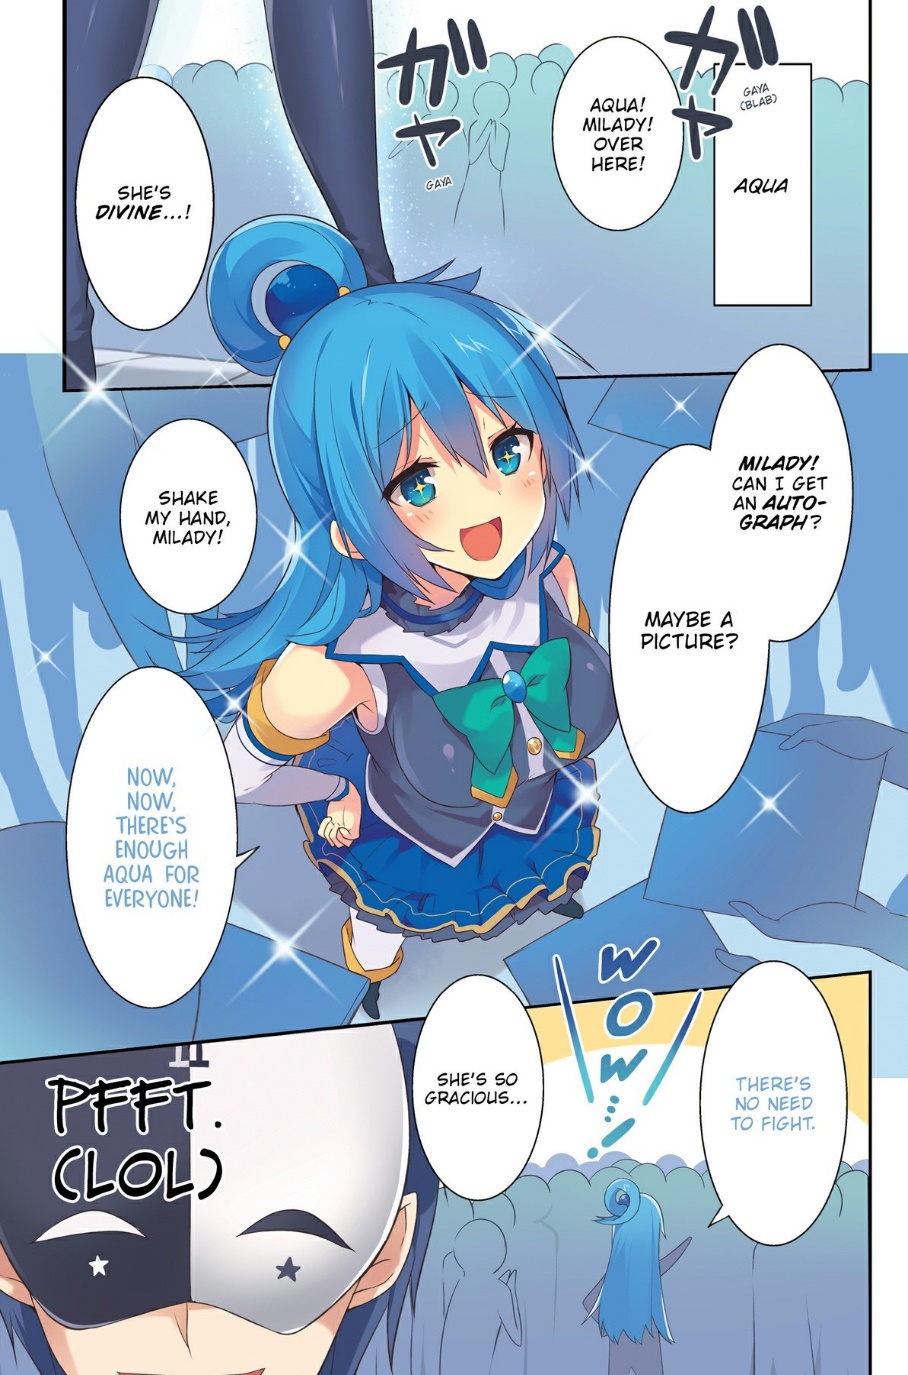 AQUA
GAYA
(BLAB)
ガヤ
AQUA!
MILADY!
OVER
HERE!
ガヤ
GAYA
SHE'S
DIVINE...!
MILADY!
CAN I GET
AN AUTO-
GRAPH?
MAYBE A
PICTURE?
SHAKE
MY HAND,
MILADY!
NOW,
NOW,
THERE'S
ENOUGH
AQUA FOR
EVERYONE!
THERE'S
NO NEED
TO FIGHT.
WOW...!
SHE'S SO
GRACIOUS...
PFFT.
(LOL)